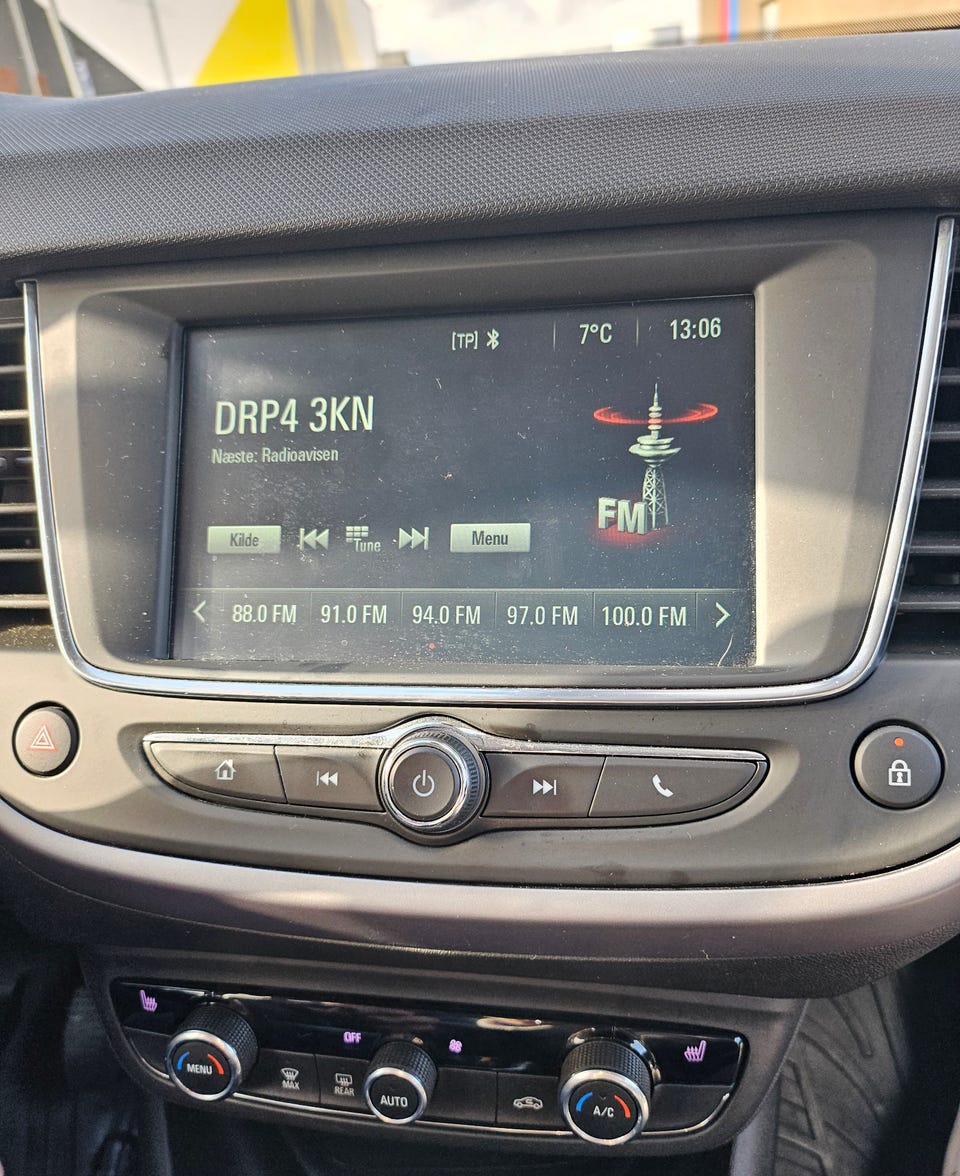 [TP] 7°C 13:06
DRP4 3KN
Næste: Radioavisen
FM
Kilde Tune Menu
88.0 FM 91.0 FM 94.0 FM 97.0 FM 100.0 FM
OFF
MENU MAX REAR AUTO A/C